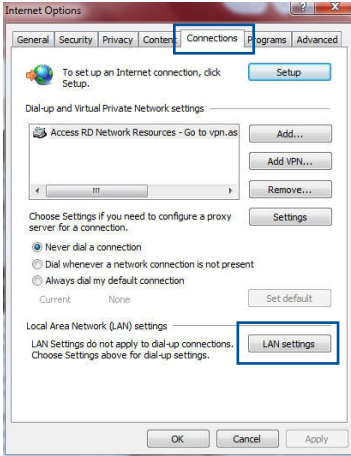 Internet Options
General Security Privacy Content Connections Programs Advanced
To set up an Internet connection, click
Setup.
Setup
Dial-up and Virtual Private Network settings
Access RD Network Resources - Go to vpn.as
Add...
Add VPN...
Remove...
Choose Settings if you need to configure a proxy
server for a connection.
Settings
Never dial a connection
Dial whenever a network connection is not present
Always dial my default connection
Current None
Set default
Local Area Network (LAN) settings
LAN Settings do not apply to dial-up connections.
Choose Settings above for dial-up settings.
LAN settings
OK Cancel Apply